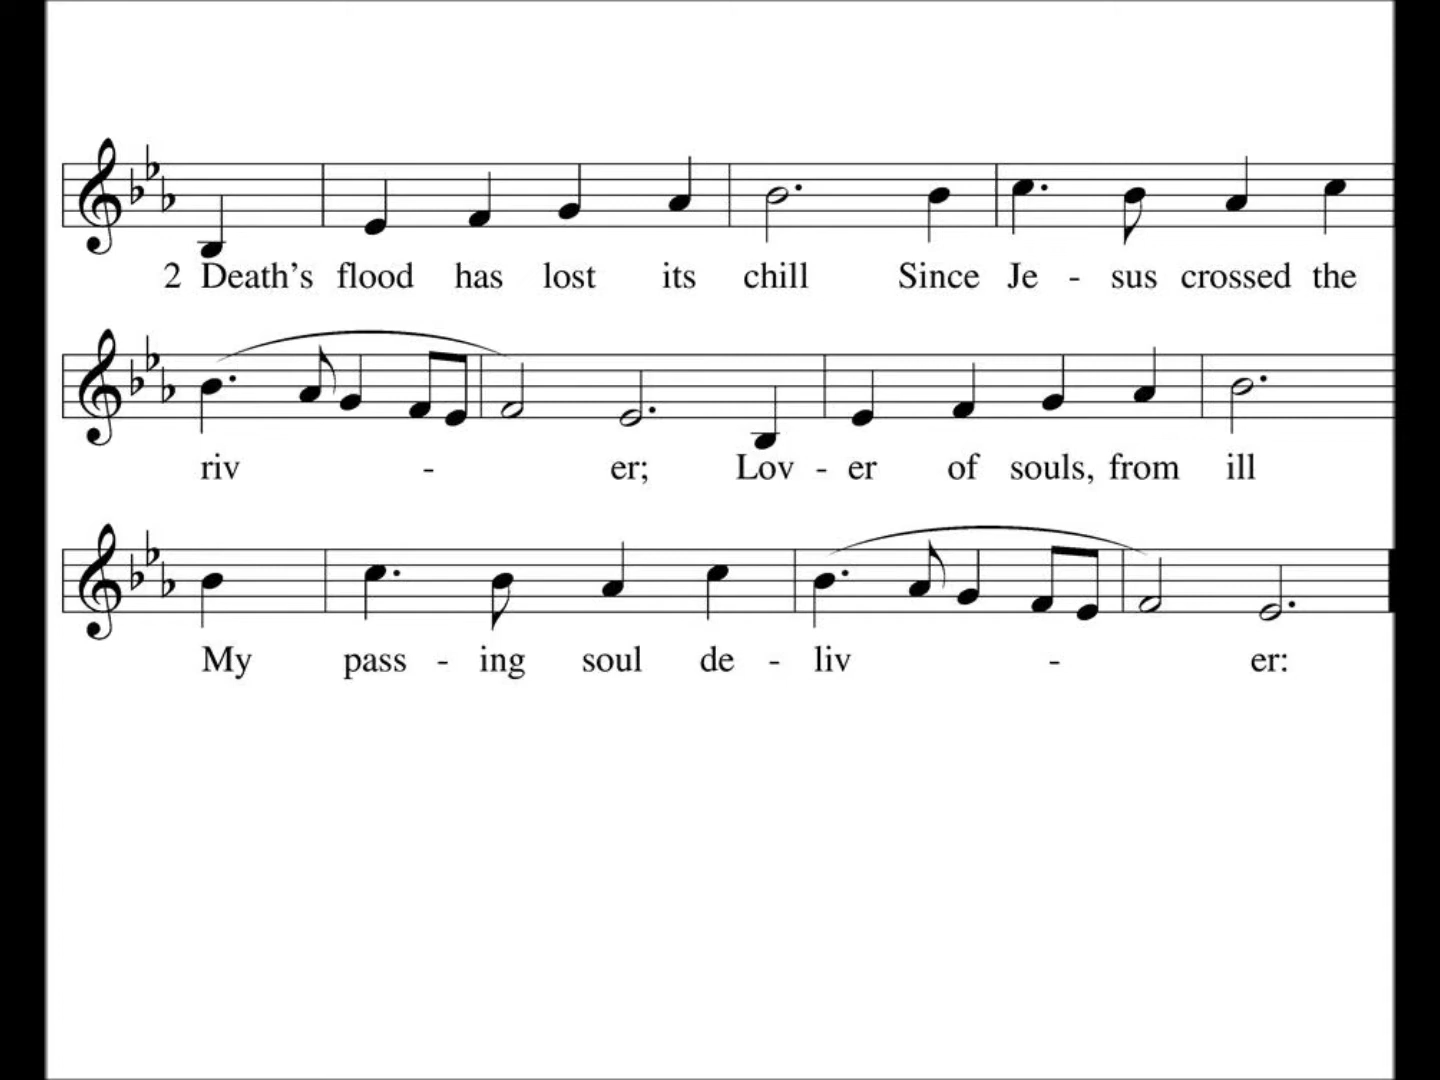 2 Death's flood has lost its chill Since Je - sus crossed the
riv - er; Lov - er of souls, from ill
My pass - ing soul de - liv - er: